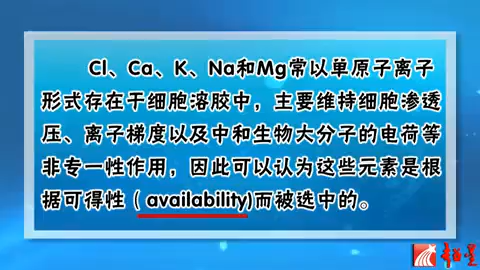 Cl、Ca、K、Na和Mg常以单原子离子
形式存在于细胞溶胶中，主要维持细胞渗透
压、离子梯度以及中和生物大分子的电荷等
非专一性作用，因此可以认为这些元素是根
据可得性（availability)而被选中的。